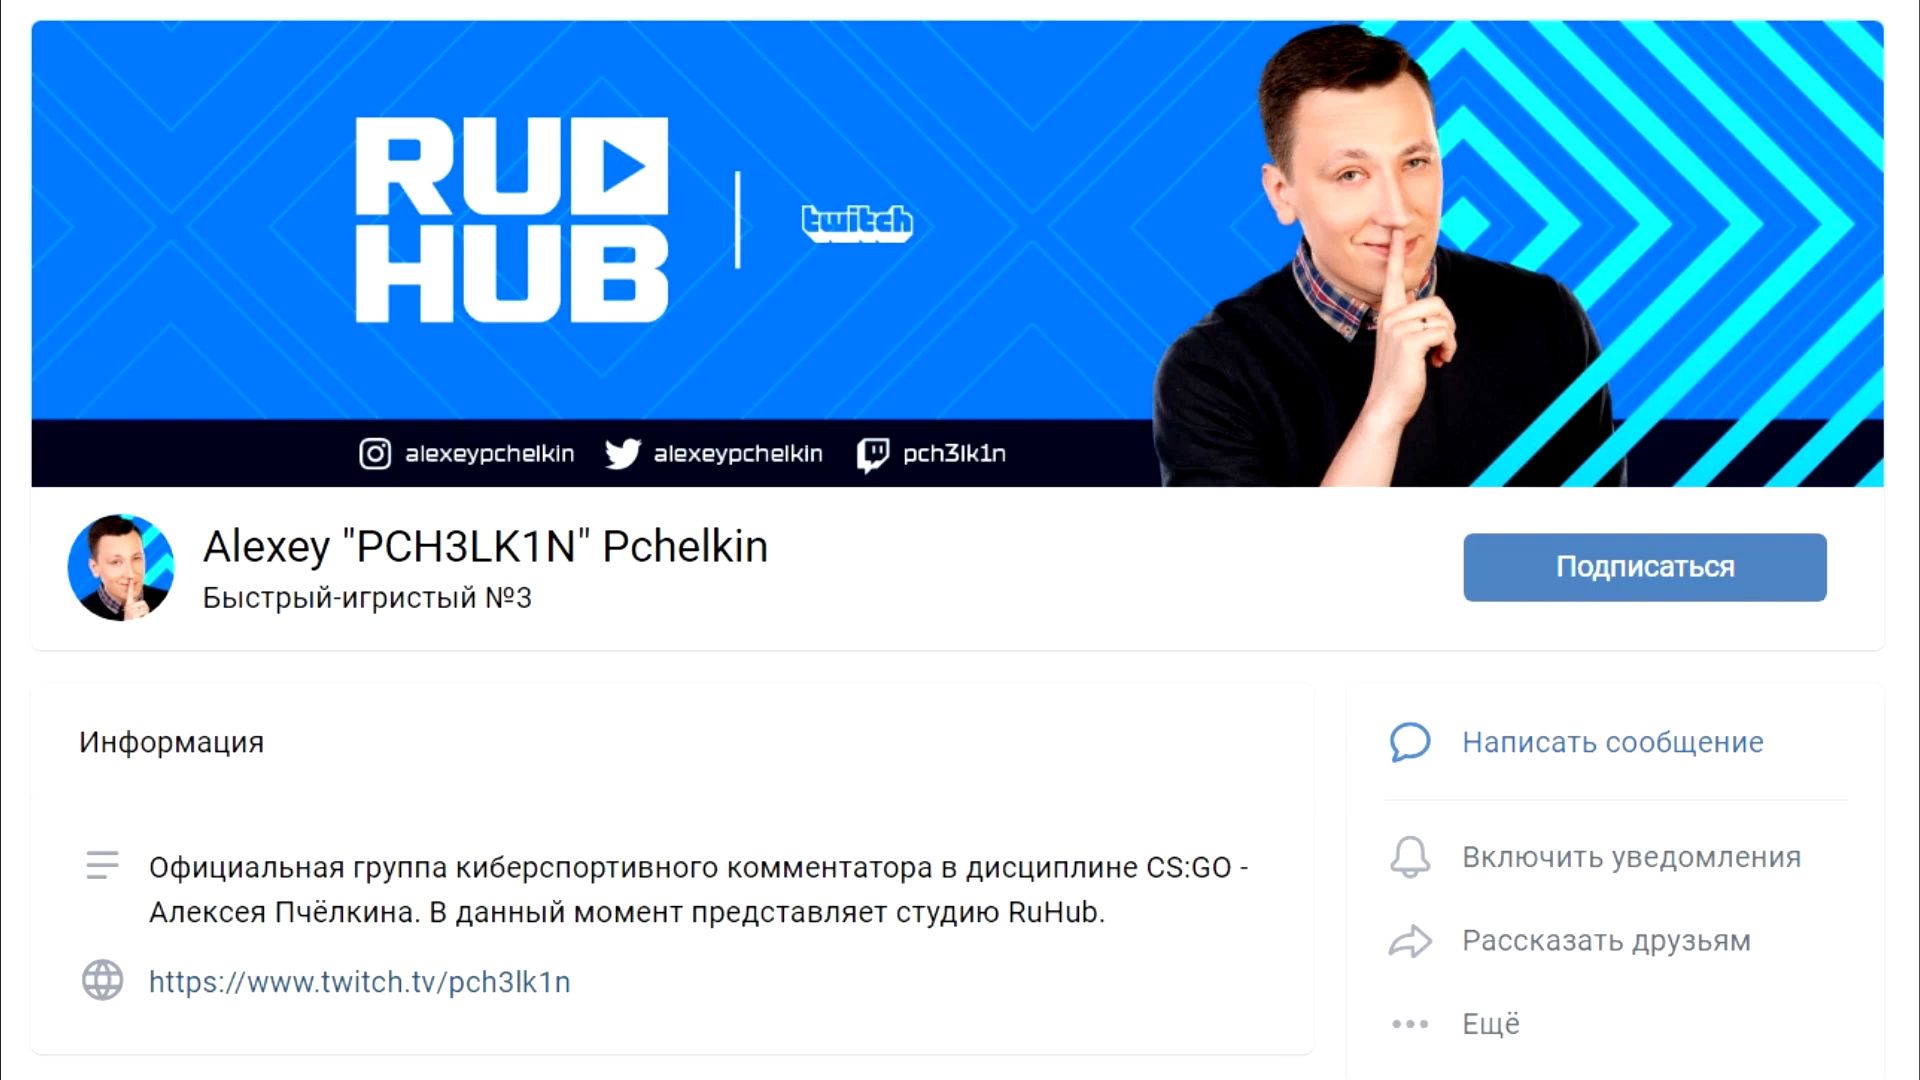 RU
HUB
twitch
alexeypchelkin alexeypchelkin pch3lk1n
Alexey "PCH3LK1N" Pchelkin
Быстрый-игристый №3
Подписаться
Информация
Официальная группа киберспортивного комментатора в дисциплине CS:GO -
Алексея Пчёлкина. В данный момент представляет студию RuHub.
https://www.twitch.tv/pch3lk1n
Написать сообщение
Включить уведомления
Рассказать друзьям
Ещё